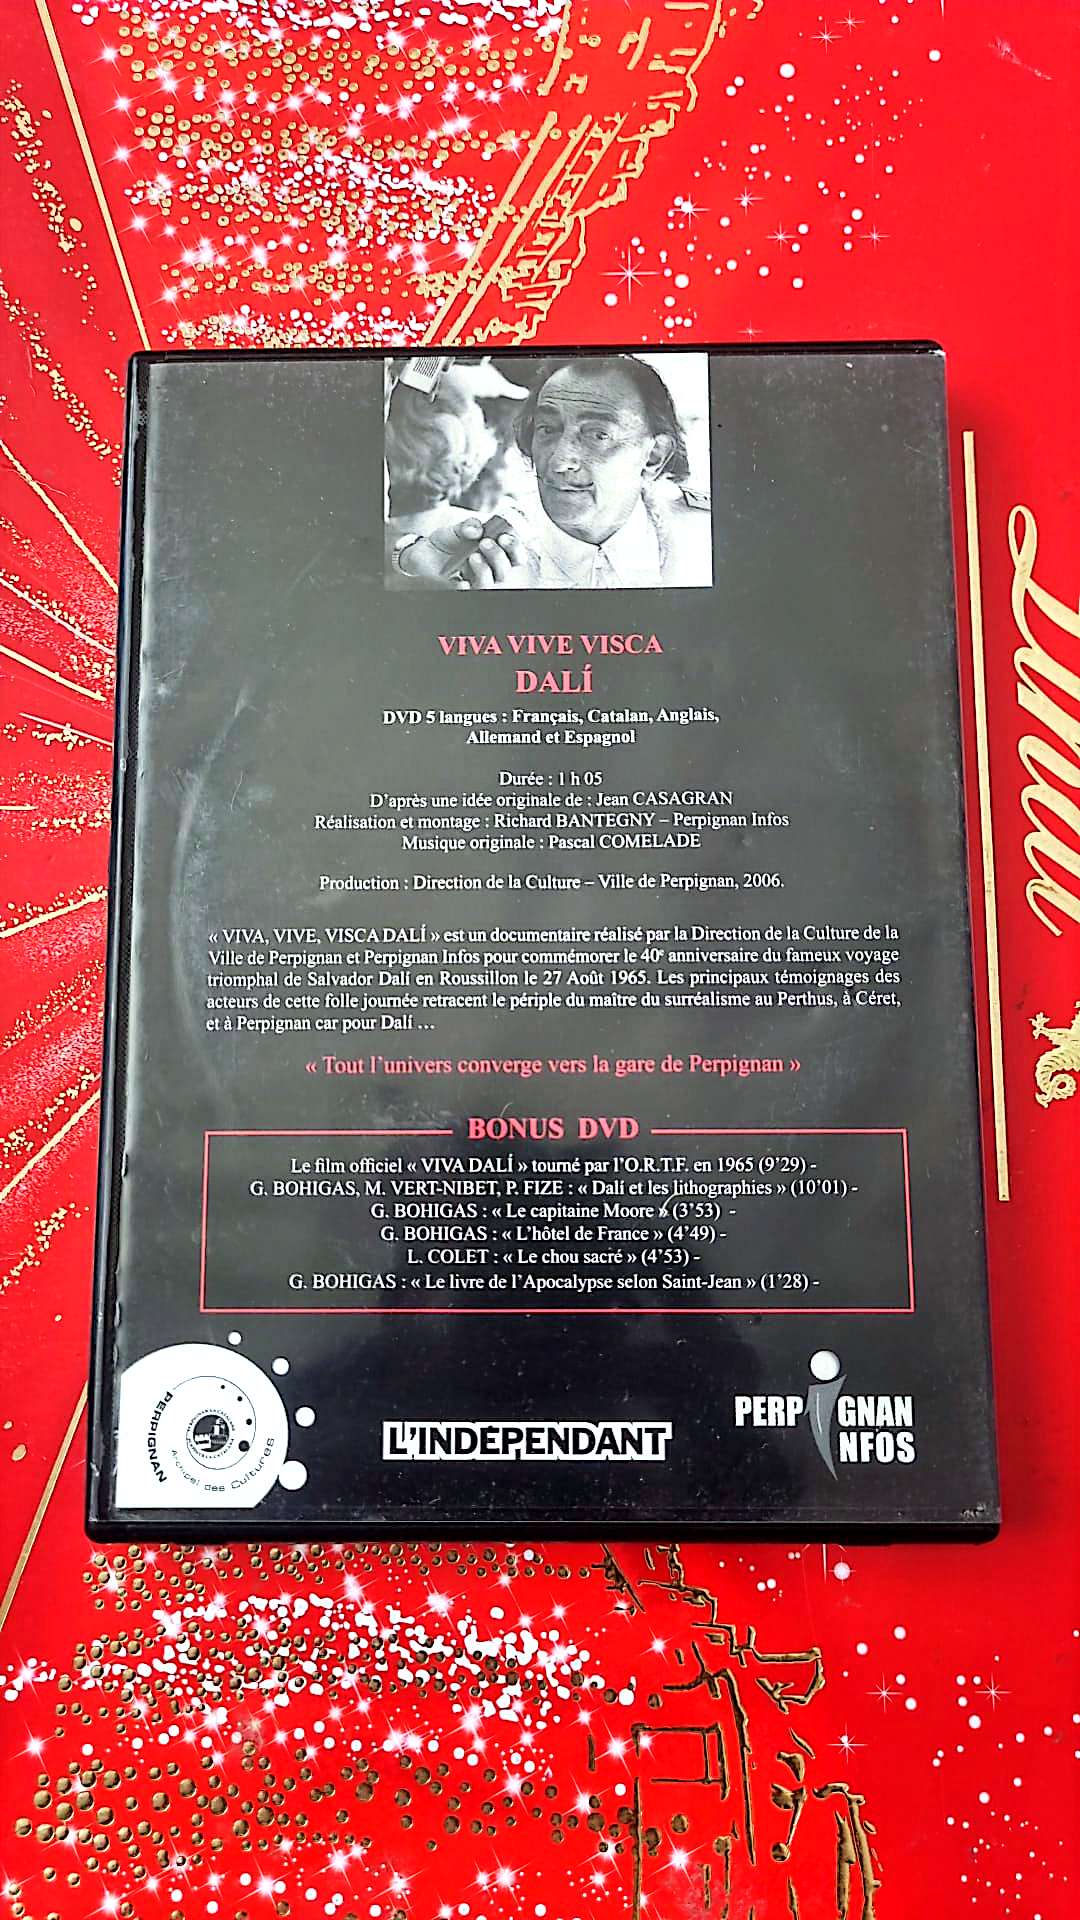 VIVA VIVE VISCA
DALÍ
DVD 5 langues : Français, Catalan, Anglais,
Allemand et Espagnol
Durée : 1 h 05
D’après une idée originale de : Jean CASAGRAN
Réalisation et montage : Richard BANTEGNY – Perpignan Infos
Musique originale : Pascal COMELADE
Production : Direction de la Culture – Ville de Perpignan, 2006.
« VIVA, VIVE, VISCA DALÍ » est un documentaire réalisé par la Direction de la Culture de la
Ville de Perpignan et Perpignan Infos pour commémorer le 40e anniversaire du fameux voyage
triomphal de Salvador Dalí en Roussillon le 27 Août 1965. Les principaux témoignages des
acteurs de cette folle journée retracent le périple du maître du surréalisme au Perthus, à Céret,
et à Perpignan car pour Dalí ...
« Tout l’univers converge vers la gare de Perpignan »
BONUS DVD
Le film officiel « VIVA DALÍ » tourné par l’O.R.T.F. en 1965 (9’29) -
G. BOHIGAS, M. VERT-NIBET, P. FIZE : « Dalí et les lithographies » (10’01) -
G. BOHIGAS : « Le capitaine Moore » (3’53) -
G. BOHIGAS : « L’hôtel de France » (4’49) -
L. COLET : « Le chou sacré » (4’53) -
G. BOHIGAS : « Le livre de l’Apocalypse selon Saint-Jean » (1’28) -
PERPIGNAN
Archipel des Cultures
L'INDÉPENDANT
PERPIGNAN
INFOS